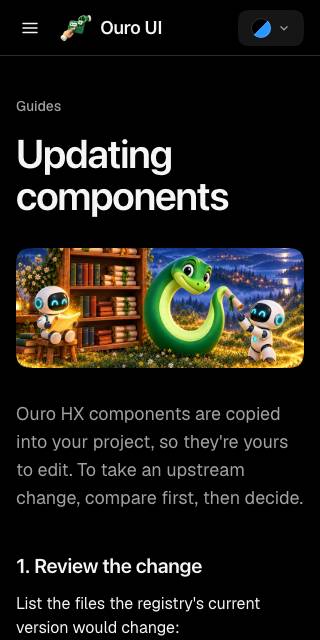 Ouro UI
Guides
Updating
components
Ouro HX components are copied
into your project, so they're yours
to edit. To take an upstream
change, compare first, then decide.
1. Review the change
List the files the registry's current
version would change: